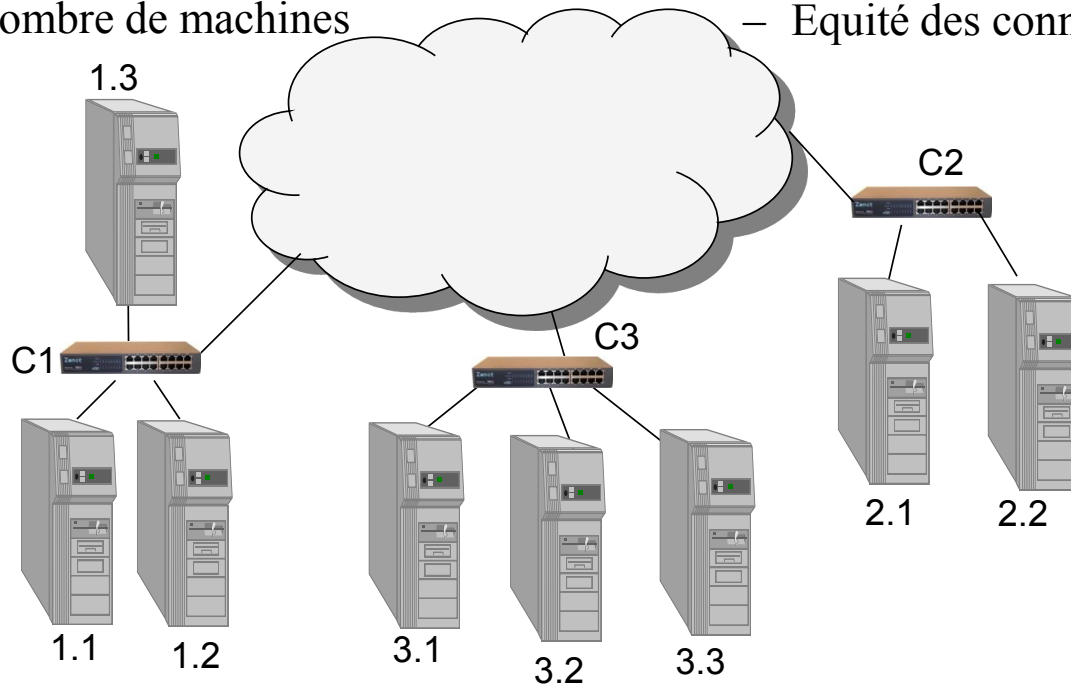 ombre de machines
– Equité des conn
1.3
C2
C1
C3
2.1
2.2
1.1
1.2
3.1
3.2
3.3